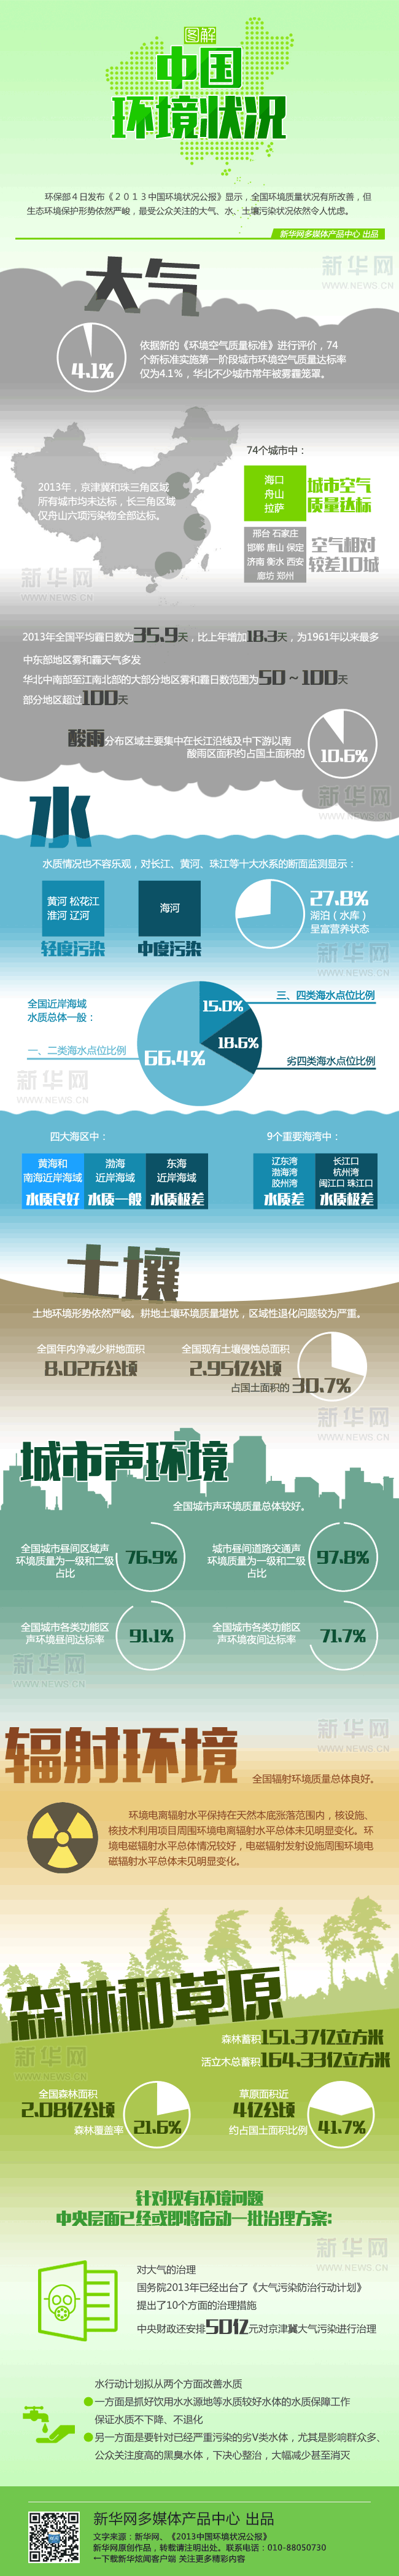 图解
中国
环境状况
环保部４日发布《２０１３中国环境状况公报》显示，全国环境质量状况有所改善，但
生态环境保护形势依然严峻，最受公众关注的大气、水、土壤污染状况依然令人忧虑。
新华网多媒体产品中心 出品
新华网
WWW.NEWS.CN
大气
4.1%
依据新的《环境空气质量标准》进行评价，74
个新标准实施第一阶段城市环境空气质量达标率
仅为4.1%，华北不少城市常年被雾霾笼罩。
2013年，京津冀和珠三角区域
所有城市均未达标，长三角区域
仅舟山六项污染物全部达标。
74个城市中：
海口
舟山
拉萨
城市空气
质量达标
邢台 石家庄
邯郸 唐山 保定
济南 衡水 西安
廊坊 郑州
空气相对
较差10城
新华网
WWW.NEWS.CN
2013年全国平均霾日数为35.9天，比上年增加18.3天，为1961年以来最多
中东部地区雾和霾天气多发
华北中南部至江南北部的大部分地区雾和霾日数范围为50～100天
部分地区超过100天
酸雨分布区域主要集中在长江沿线及中下游以南
酸雨区面积约占国土面积的
10.6%
新华网
WWW.NEWS.CN
水
水质情况也不容乐观，对长江、黄河、珠江等十大水系的断面监测显示：
黄河 松花江
淮河 辽河
轻度污染
海河
中度污染
27.8%
湖泊（水库）
呈富营养状态
新华网
WWW.NEWS.CN
全国近岸海域
水质总体一般：
一、二类海水点位比例
66.4%
15.0%
三、四类海水点位比例
18.6%
劣四类海水点位比例
新华网
WWW.NEWS.CN
四大海区中：
黄海和
南海近岸海域
水质良好
渤海
近岸海域
水质一般
东海
近岸海域
水质极差
9个重要海湾中：
辽东湾
渤海湾
胶州湾
水质差
长江口
杭州湾
闽江口 珠江口
水质极差
土壤
土地环境形势依然严峻。耕地土壤环境质量堪忧，区域性退化问题较为严重。
全国年内净减少耕地面积
8.02万公顷
全国现有土壤侵蚀总面积
2.95亿公顷
占国土面积的30.7%
新华网
WWW.NEWS.CN
城市声环境
全国城市声环境质量总体较好。
全国城市昼间区域声
环境质量为一级和二级
占比
76.9%
城市昼间道路交通声
环境质量为一级和二级
占比
97.8%
全国城市各类功能区
声环境昼间达标率
91.1%
全国城市各类功能区
声环境夜间达标率
71.7%
新华网
WWW.NEWS.CN
新华网
WWW.NEWS.CN
辐射环境
全国辐射环境质量总体良好。
环境电离辐射水平保持在天然本底涨落范围内，核设施、
核技术利用项目周围环境电离辐射水平总体未见明显变化。环
境电磁辐射水平总体情况较好，电磁辐射发射设施周围环境电
磁辐射水平总体未见明显变化。
森林和草原
森林蓄积151.37亿立方米
活立木总蓄积164.33亿立方米
新华网
WWW.NEWS.CN
全国森林面积
2.08亿公顷
森林覆盖率
21.6%
草原面积近
4亿公顷
约占国土面积比例
41.7%
针对现有环境问题
中央层面已经或即将启动一批治理方案：
新华网
WWW.NEWS.CN
对大气的治理
国务院2013年已经出台了《大气污染防治行动计划》
提出了10个方面的治理措施
中央财政还安排50亿元对京津冀大气污染进行治理
水行动计划拟从两个方面改善水质
一方面是抓好饮用水水源地等水质较好水体的水质保障工作
保证水质不下降、不退化
另一方面是要针对已经严重污染的劣V类水体，尤其是影响群众多、
公众关注度高的黑臭水体，下决心整治，大幅减少甚至消灭
新华网多媒体产品中心 出品
文字来源：新华网、《2013中国环境状况公报》
新华网原创作品，转载请注明出处。联系电话：010-88050730
←下载新华炫闻客户端 关注更多精彩内容